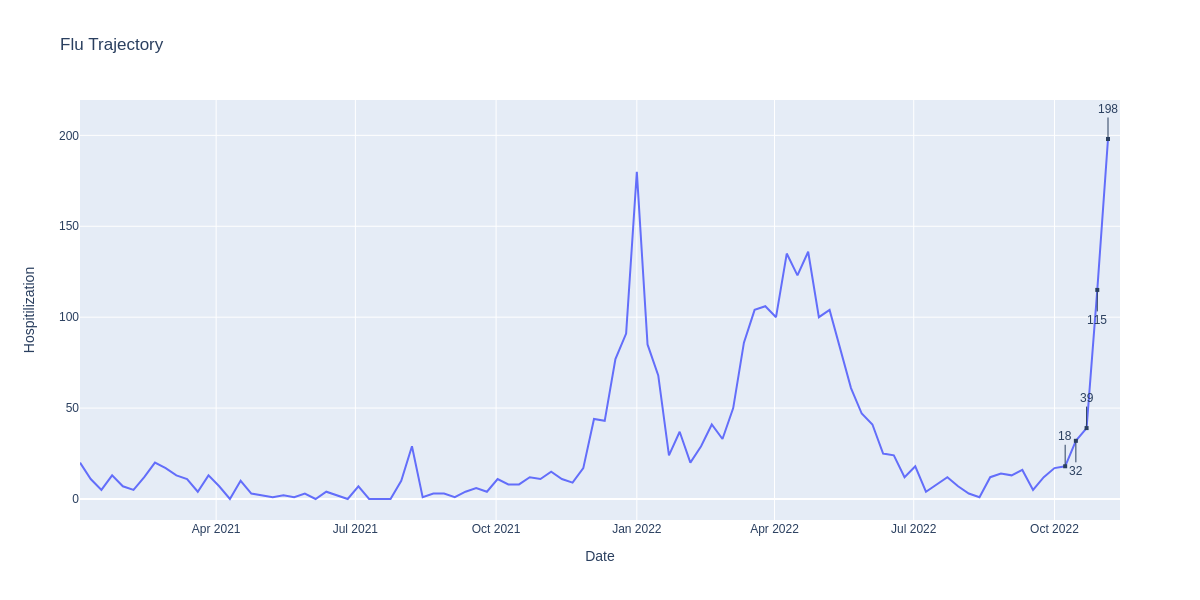 Flu Trajectory
198
200
150
Hospitilization
100
115
50
39
18
32
0
Apr 2021
Jul 2021
Oct 2021
Jan 2022
Apr 2022
Jul 2022
Oct 2022
Date